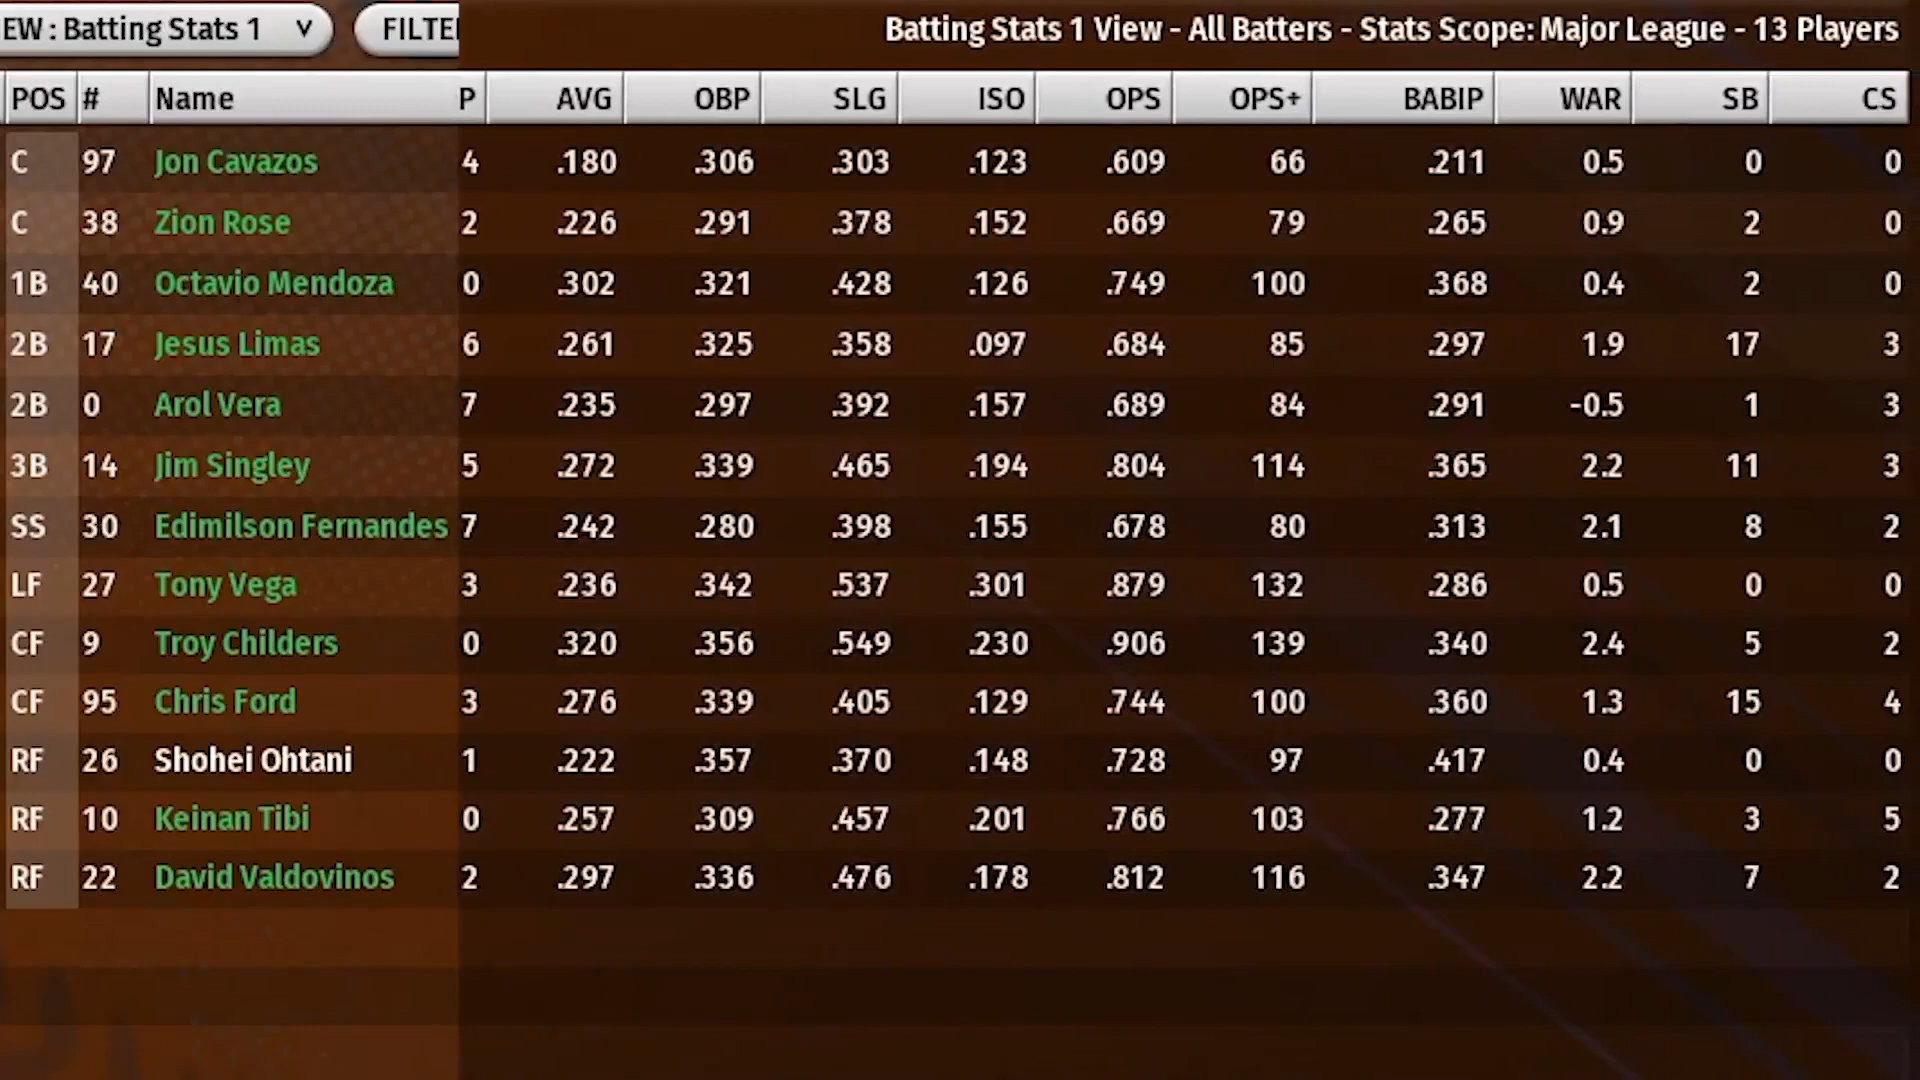 EW : Batting Stats 1 v FILTE Batting Stats 1 View - All Batters - Stats Scope: Major League - 13 Players
POS # Name P AVG OBP SLG ISO OPS OPS+ BABIP WAR SB CS
C 97 Jon Cavazos 4 .180 .306 .303 .123 .609 66 .211 0.5 0 0
C 38 Zion Rose 2 .226 .291 .378 .152 .669 79 .265 0.9 2 0
1B 40 Octavio Mendoza 0 .302 .321 .428 .126 .749 100 .368 0.4 2 0
2B 17 Jesus Limas 6 .261 .325 .358 .097 .684 85 .297 1.9 17 3
2B 0 Arol Vera 7 .235 .297 .392 .157 .689 84 .291 -0.5 1 3
3B 14 Jim Singley 5 .272 .339 .465 .194 .804 114 .365 2.2 11 3
SS 30 Edimilson Fernandes 7 .242 .280 .398 .155 .678 80 .313 2.1 8 2
LF 27 Tony Vega 3 .236 .342 .537 .301 .879 132 .286 0.5 0 0
CF 9 Troy Childers 0 .320 .356 .549 .230 .906 139 .340 2.4 5 2
CF 95 Chris Ford 3 .276 .339 .405 .129 .744 100 .360 1.3 15 4
RF 26 Shohei Ohtani 1 .222 .357 .370 .148 .728 97 .417 0.4 0 0
RF 10 Keinan Tibi 0 .257 .309 .457 .201 .766 103 .277 1.2 3 5
RF 22 David Valdovinos 2 .297 .336 .476 .178 .812 116 .347 2.2 7 2